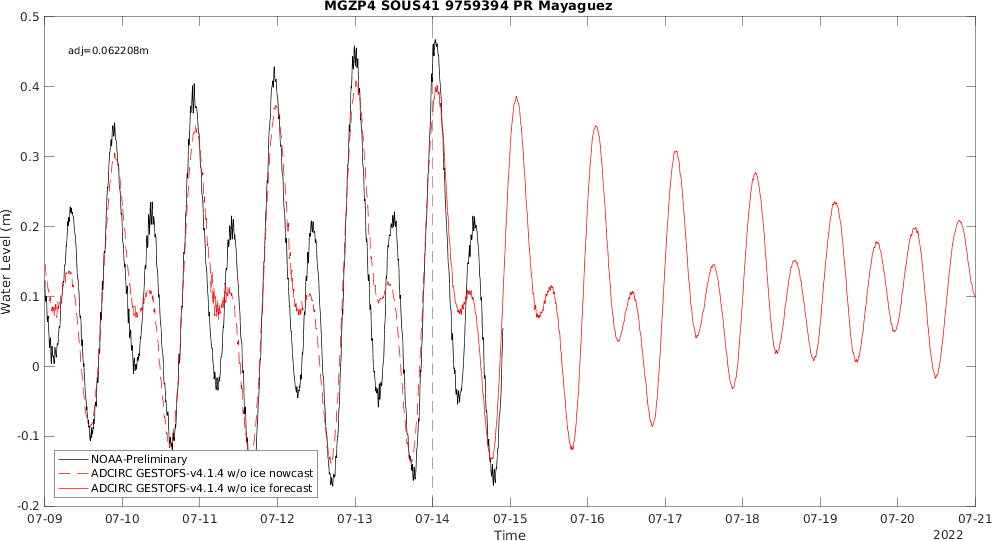 MGZP4 SOUS41 9759394 PR Mayaguez
adj=0.062208m
0.5
0.4
0.3
0.2
0.1
0
-0.1
-0.2
Water Level (m)
NOAA-Preliminary
ADCIRC GESTOFS-v4.1.4 w/o ice nowcast
ADCIRC GESTOFS-v4.1.4 w/o ice forecast
07-09 07-10 07-11 07-12 07-13 07-14 07-15 07-16 07-17 07-18 07-19 07-20 07-21
Time
2022